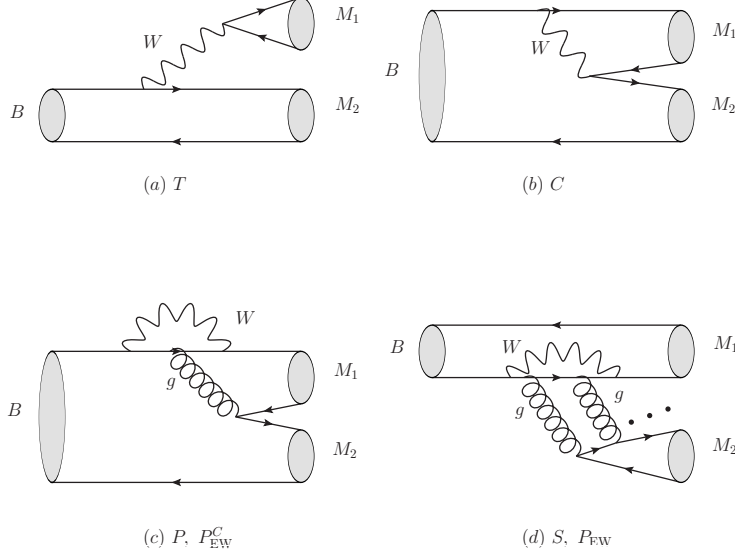 W
M₁
B
M₂
(a) T
W
M₁
B
M₂
(b) C
W
g
M₁
B
M₂
(c) P, P^C_EW
B
W
M₁
g
g
M₂
(d) S, P_EW